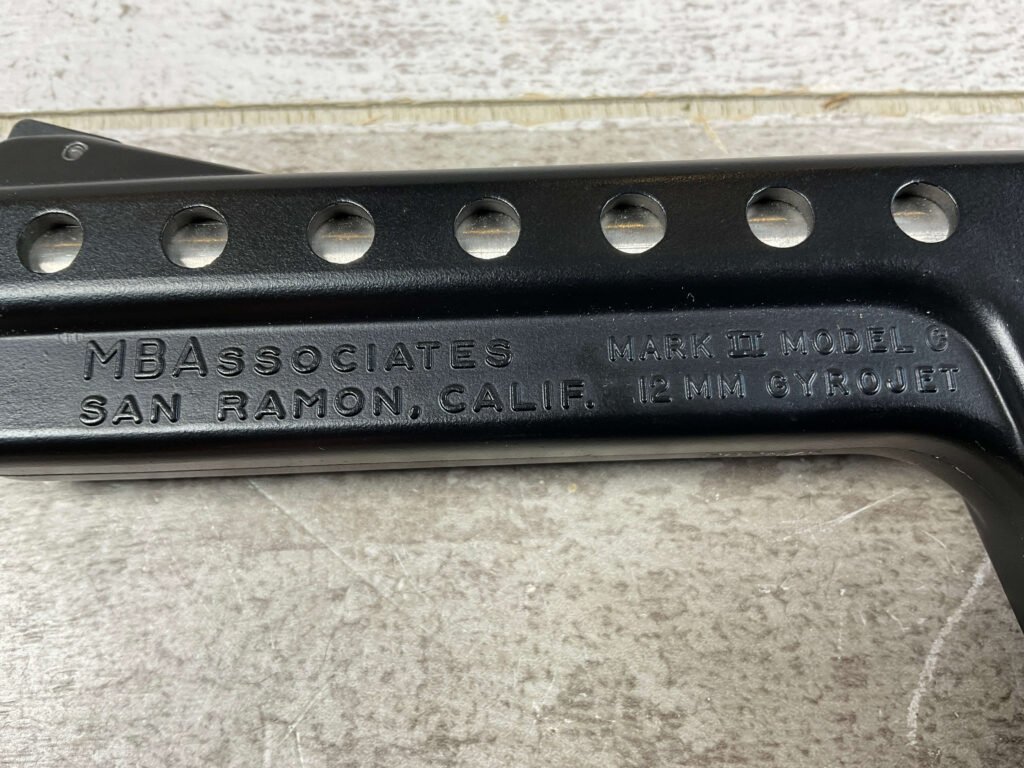 MBASSOCIATES
SAN RAMON, CALIF.
MARK II MODEL C
12 MM GYROJET